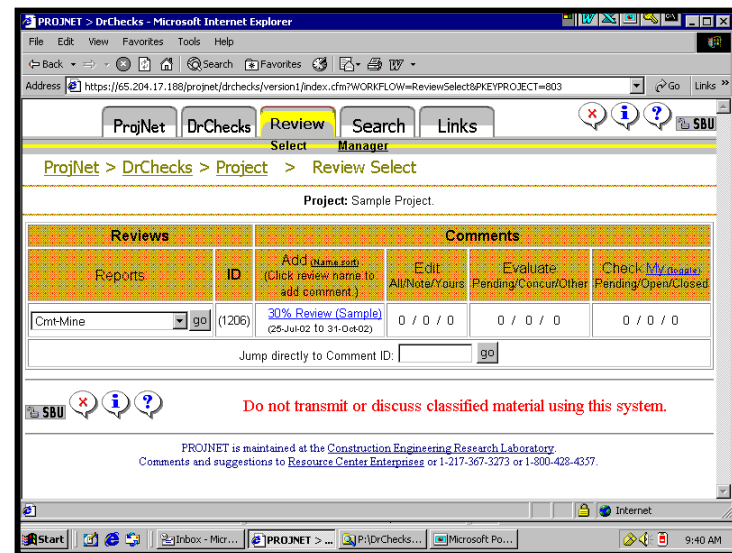 PROJNET > DrChecks - Microsoft Internet Explorer
File Edit View Favorites Tools Help
Back Search Favorites
Address https://65.204.17.188/projnet/drchecks/version1/index.cfm?WORKFLOW=ReviewSelect&PKEYPROJECT=803 Go Links »
ProjNet DrChecks Review Search Links SBU
Select Manager
ProjNet > DrChecks > Project > Review Select
Project: Sample Project.
Reviews Comments
Reports ID Add (Name sort) (Click review name to add comment.) Edit All/Note/Yours Evaluate Pending/Concur/Other Check My (toggle) Pending/Open/Closed
Cmt-Mine go (1206) 30% Review (Sample) 0 / 0 / 0 0 / 0 / 0 0 / 0 / 0
(25-Jul-02 to 31-Oct-02)
Jump directly to Comment ID: go
SBU Do not transmit or discuss classified material using this system.
PROJNET is maintained at the Construction Engineering Research Laboratory.
Comments and suggestions to Resource Center Enterprises or 1-217-367-3273 or 1-800-428-4357.
Internet
Start Inbox - Micr... PROJNET > ... P:\DrChecks... Microsoft Po... 9:40 AM